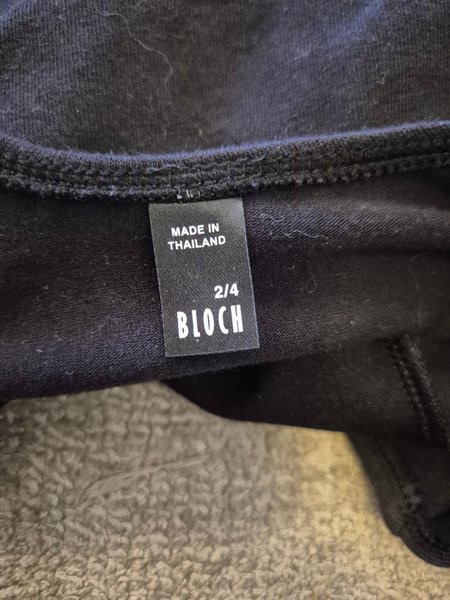 MADE IN
THAILAND
2/4
BLOCH